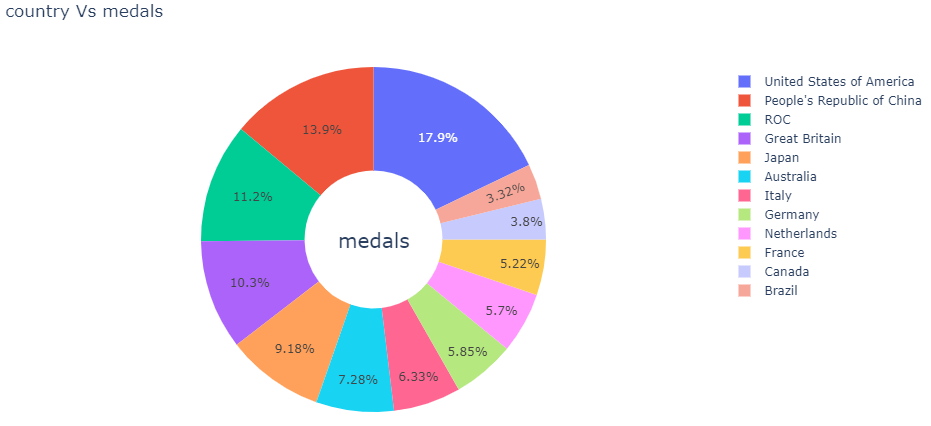 country Vs medals
17.9%
13.9%
11.2%
10.3%
9.18%
7.28%
6.33%
5.85%
5.7%
5.22%
3.8%
3.32%
medals
United States of America
People's Republic of China
ROC
Great Britain
Japan
Australia
Italy
Germany
Netherlands
France
Canada
Brazil